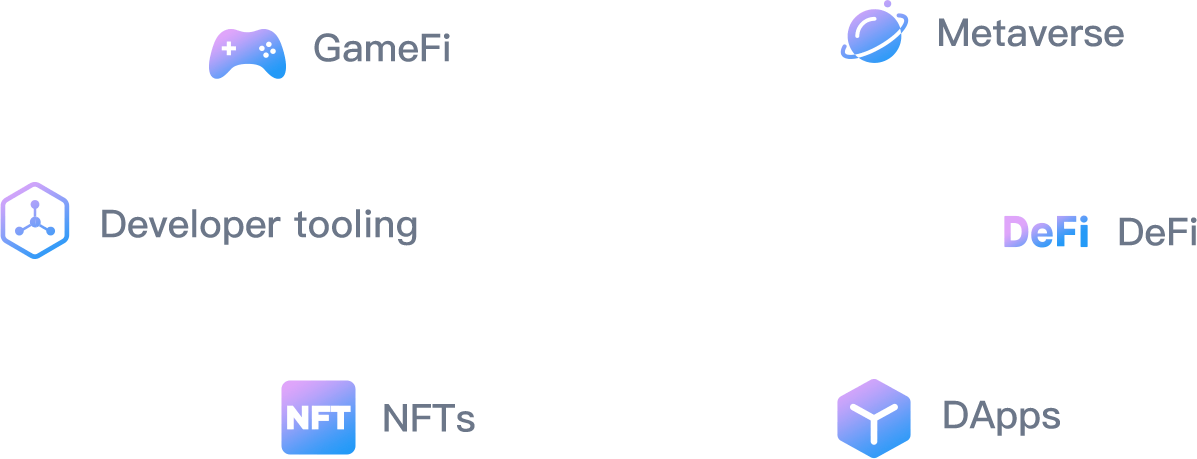 GameFi
Metaverse
Developer tooling
DeFi DeFi
NFT NFTs
DApps